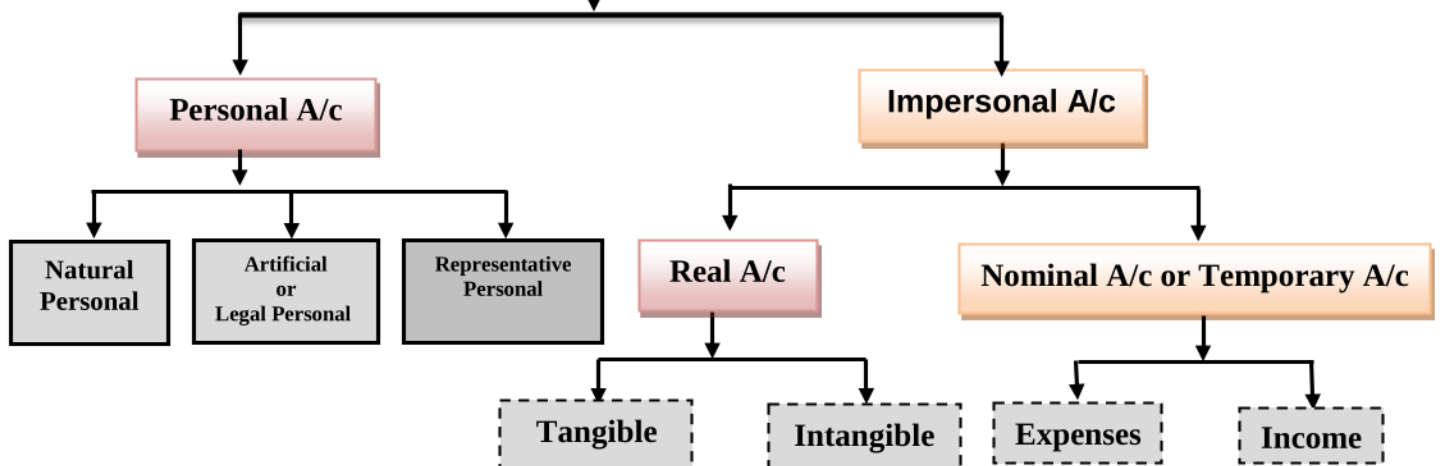 Personal A/c
Impersonal A/c
Natural
Personal
Artificial
or
Legal Personal
Representative
Personal
Real A/c
Nominal A/c or Temporary A/c
Tangible
Intangible
Expenses
Income